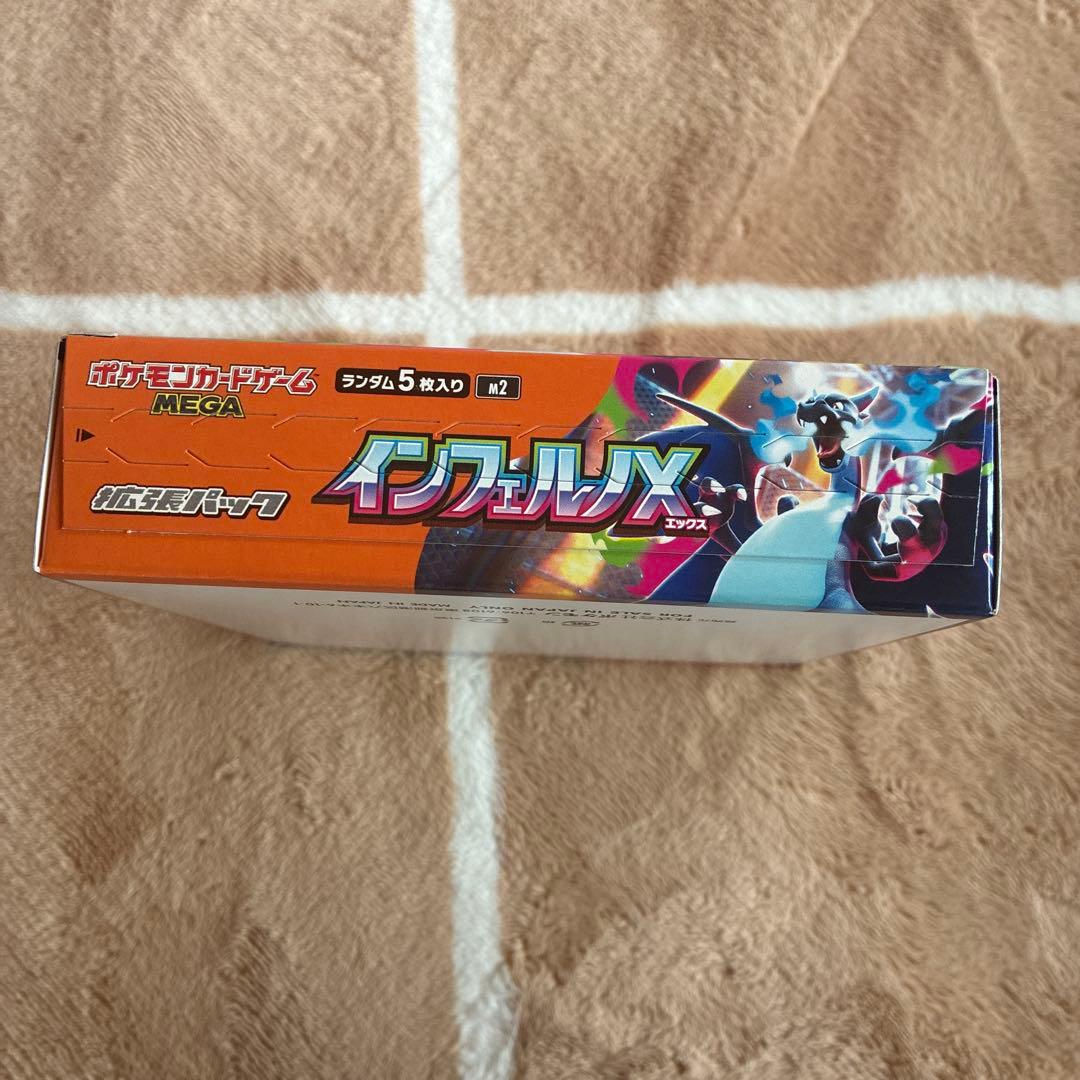 ポケモンカードゲーム
MEGA
ランダム5枚入り
M2
拡張パック
インフェルノX
エックス
FOR SALE IN JAPAN ONLY
MADE IN JAPAN